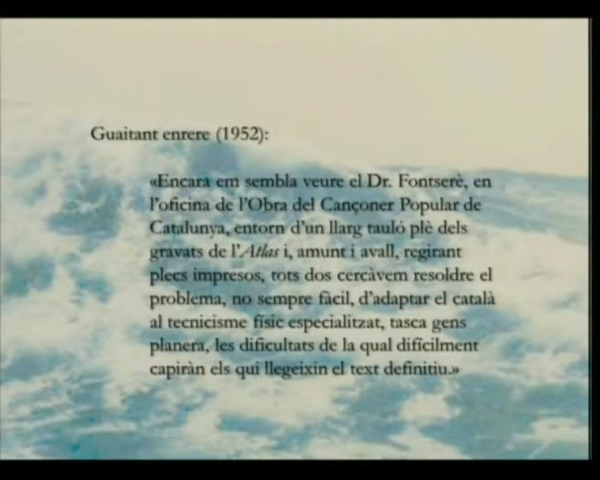 Guaitant enrere (1952):
«Encara em sembla veure el Dr. Fontserè, en
l'oficina de l'Obra del Cançoner Popular de
Catalunya, entorn d'un llarg tauló plè dels
gravats de l'Atlas i, amunt i avall, regirant
plecs impresos, tots dos cercàvem resoldre el
problema, no sempre fàcil, d'adaptar el català
al tecnicisme físic especialitzat, tasca gens
planera, les dificultats de la qual difícilment
capiràn els qui llegeixin el text definitiu.»